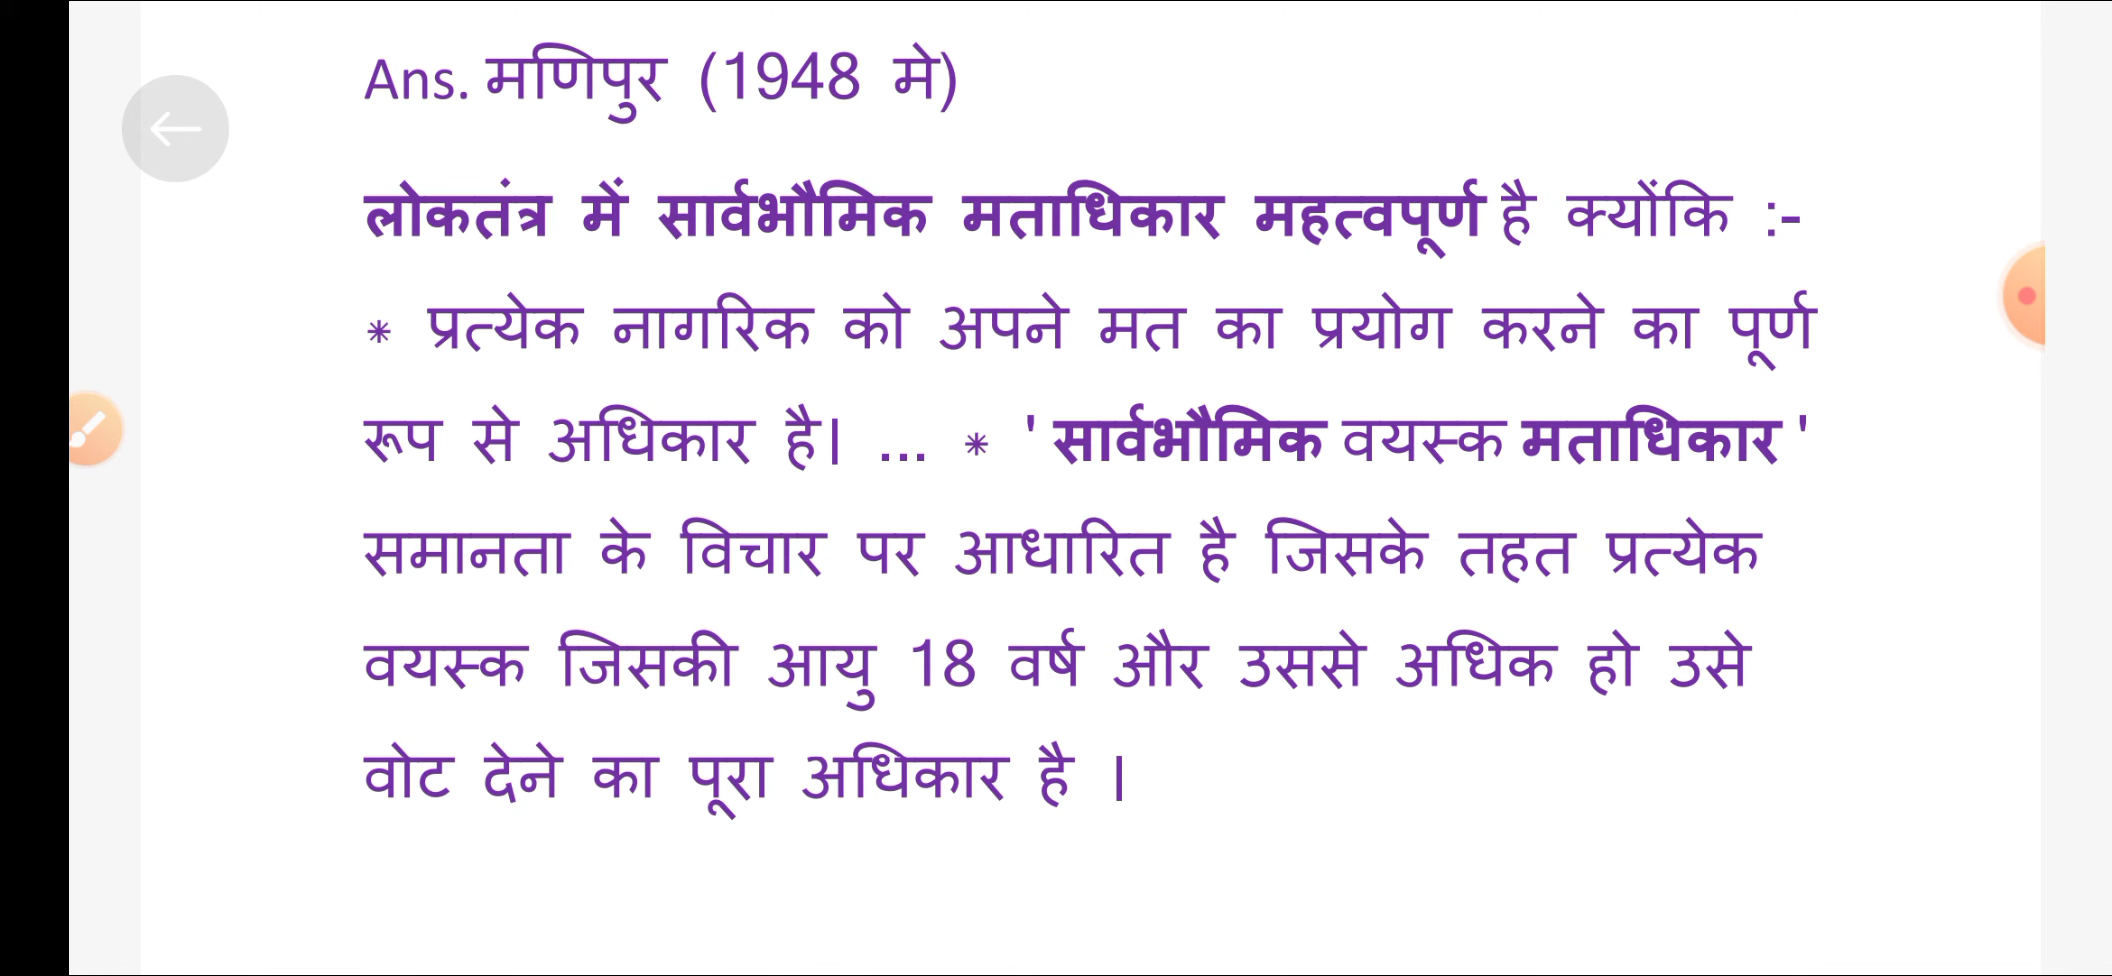 Ans. मणिपुर (1948 मे)
लोकतंत्र में सार्वभौमिक मताधिकार महत्वपूर्ण है क्योंकि :-
* प्रत्येक नागरिक को अपने मत का प्रयोग करने का पूर्ण
रूप से अधिकार है। ... * ' सार्वभौमिक वयस्क मताधिकार '
समानता के विचार पर आधारित है जिसके तहत प्रत्येक
वयस्क जिसकी आयु 18 वर्ष और उससे अधिक हो उसे
वोट देने का पूरा अधिकार है ।